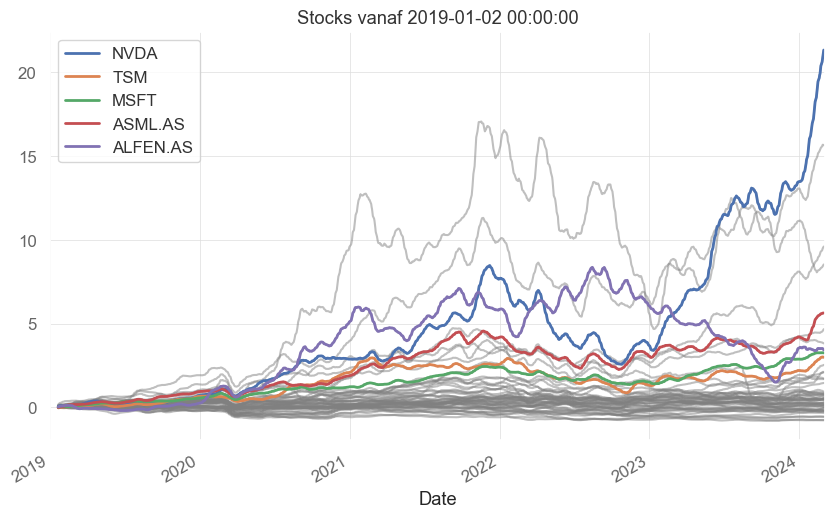 Stocks vanaf 2019-01-02 00:00:00
NVDA
TSM
MSFT
ASML.AS
ALFEN.AS
20
15
10
5
0
2019
2020
2021
2022
2023
2024
Date